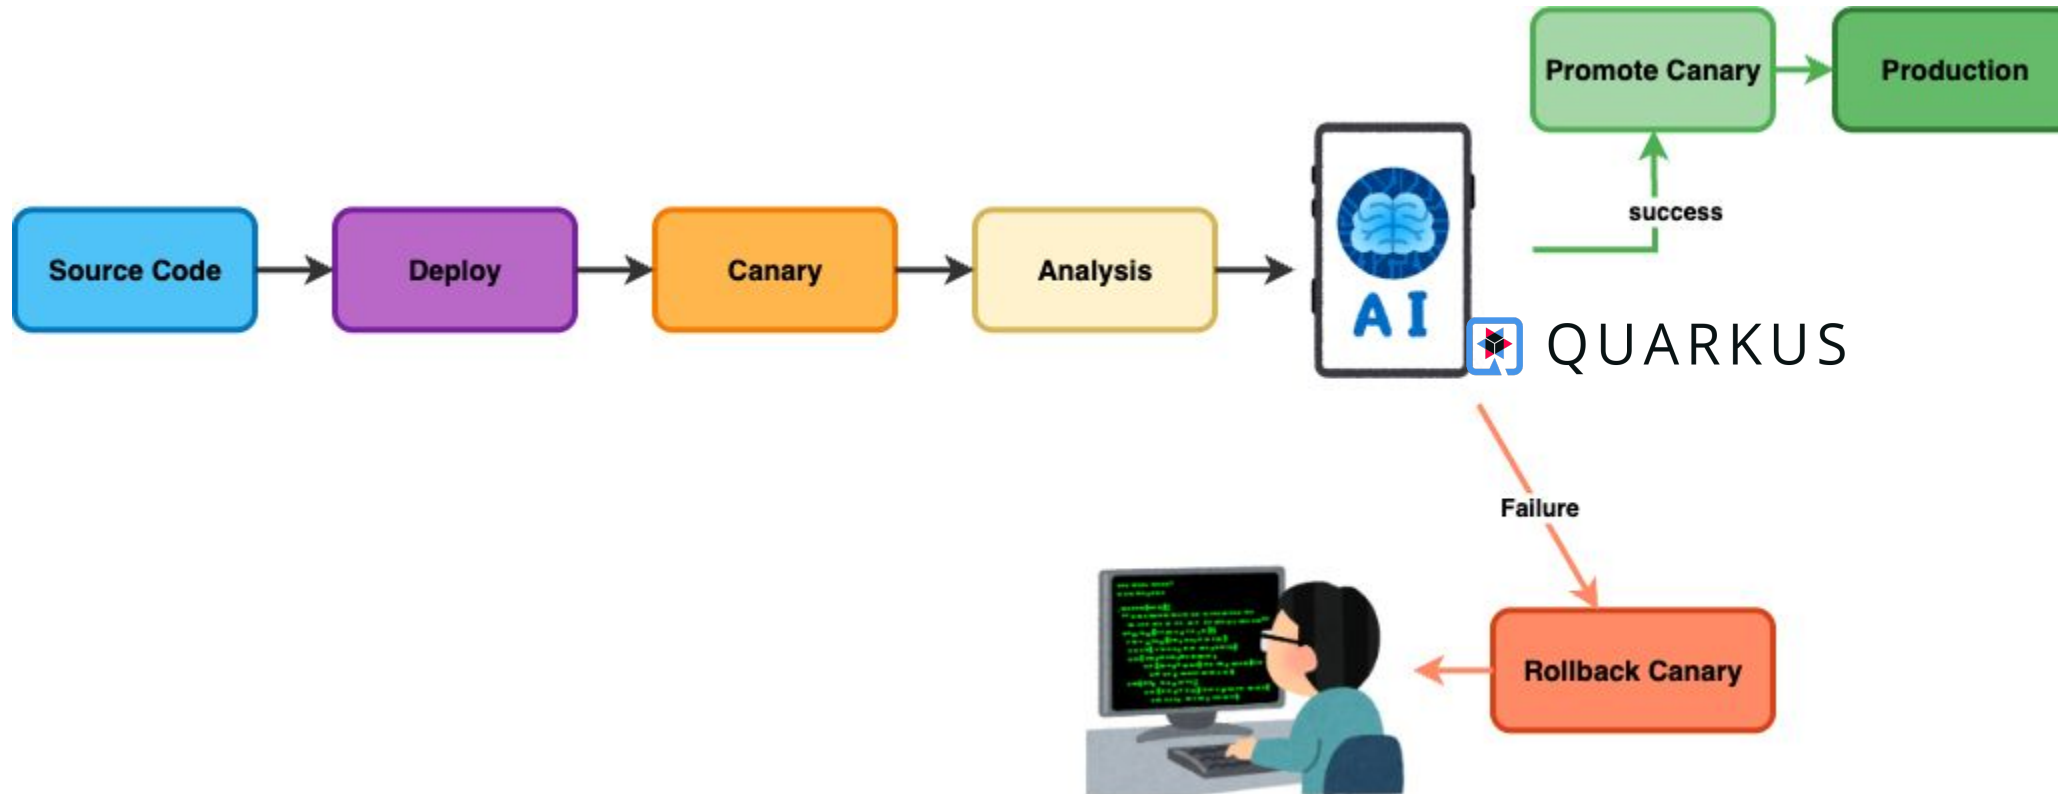 Promote Canary
Production
success
Source Code
Deploy
Canary
Analysis
AI
QUARKUS
Failure
Rollback Canary